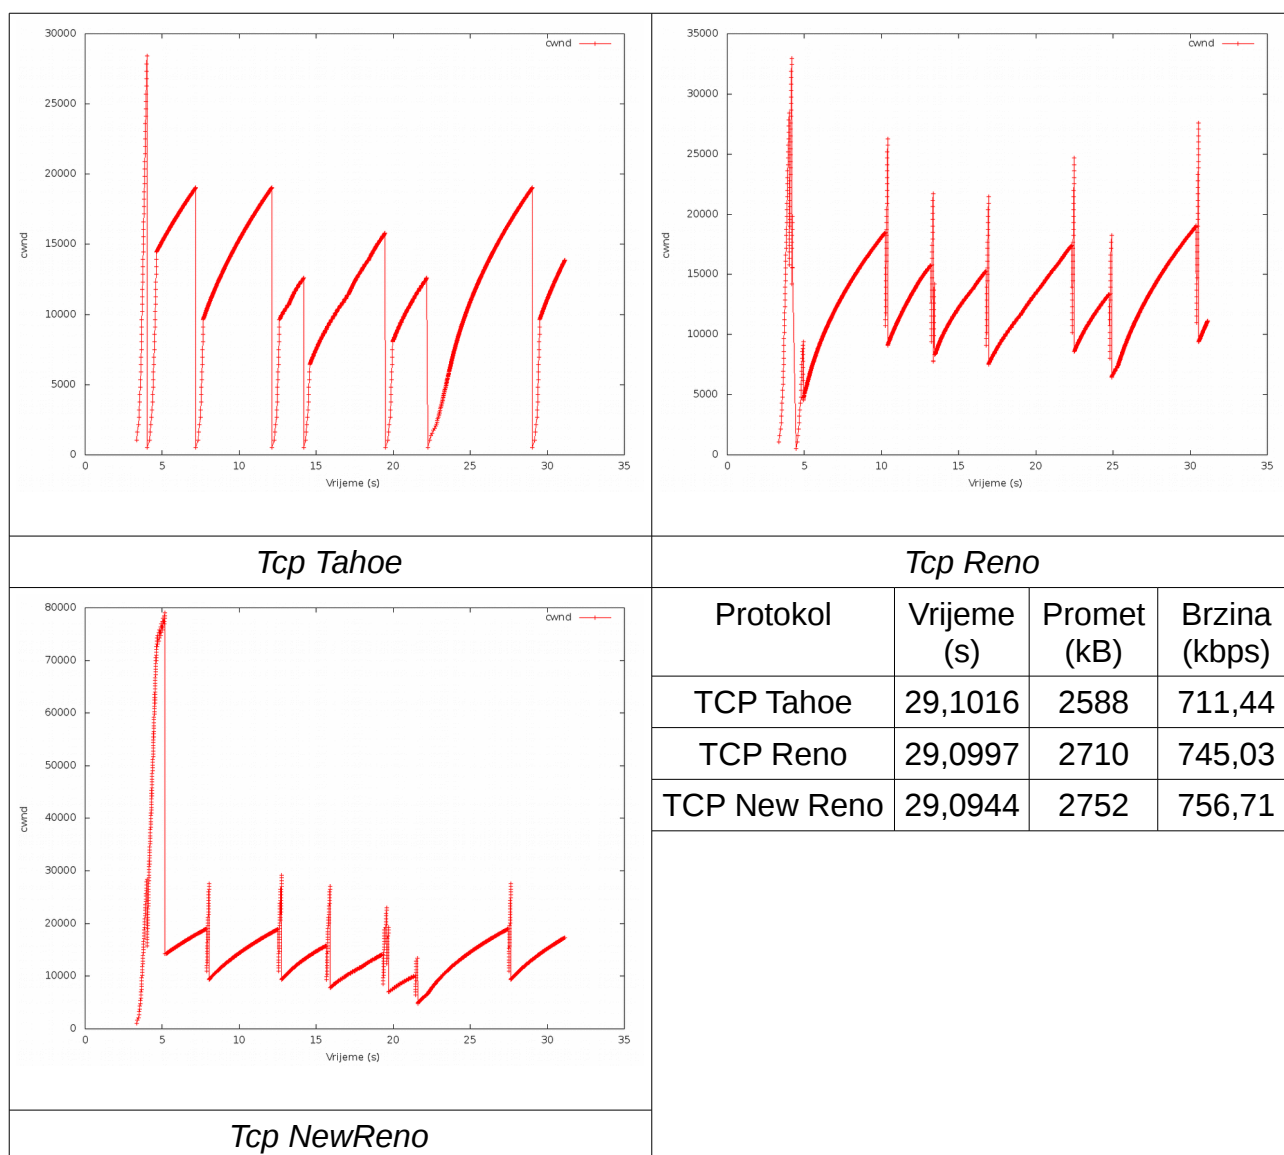 30000
25000
20000
15000
10000
5000
0
0 5 10 15 20 25 30 35
cwnd
cwnd
Vrijeme (s)
35000
30000
25000
20000
15000
10000
5000
0
0 5 10 15 20 25 30 35
cwnd
cwnd
Vrijeme (s)
Tcp Tahoe
Tcp Reno
80000
70000
60000
50000
40000
30000
20000
10000
0
0 5 10 15 20 25 30 35
cwnd
cwnd
Vrijeme (s)
Tcp NewReno
Protokol Vrijeme (s) Promet (kB) Brzina (kbps)
TCP Tahoe 29,1016 2588 711,44
TCP Reno 29,0997 2710 745,03
TCP New Reno 29,0944 2752 756,71